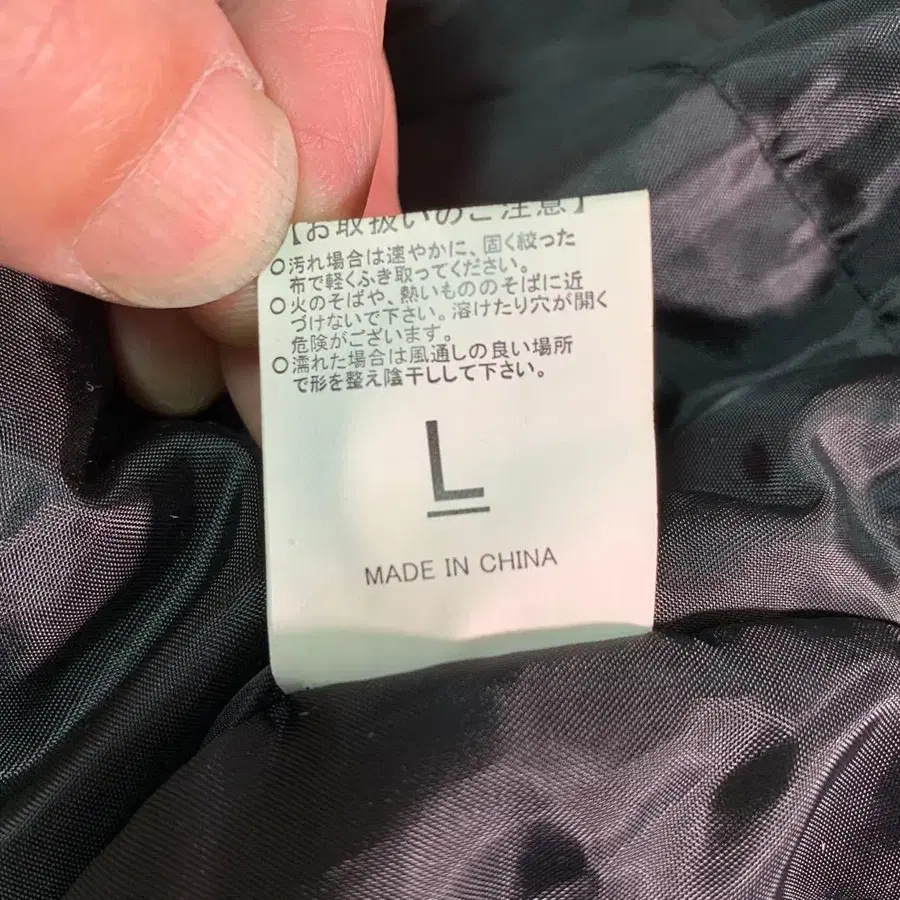 【お取扱いのご注意】
○汚れ場合は速やかに、固く絞った
布で軽くふき取ってください。
○火のそばや、熱いもののそばに近
づけないで下さい。溶けたり穴が開く
危険がございます。
○濡れた場合は風通しの良い場所
で形を整え陰干しして下さい。
L
MADE IN CHINA